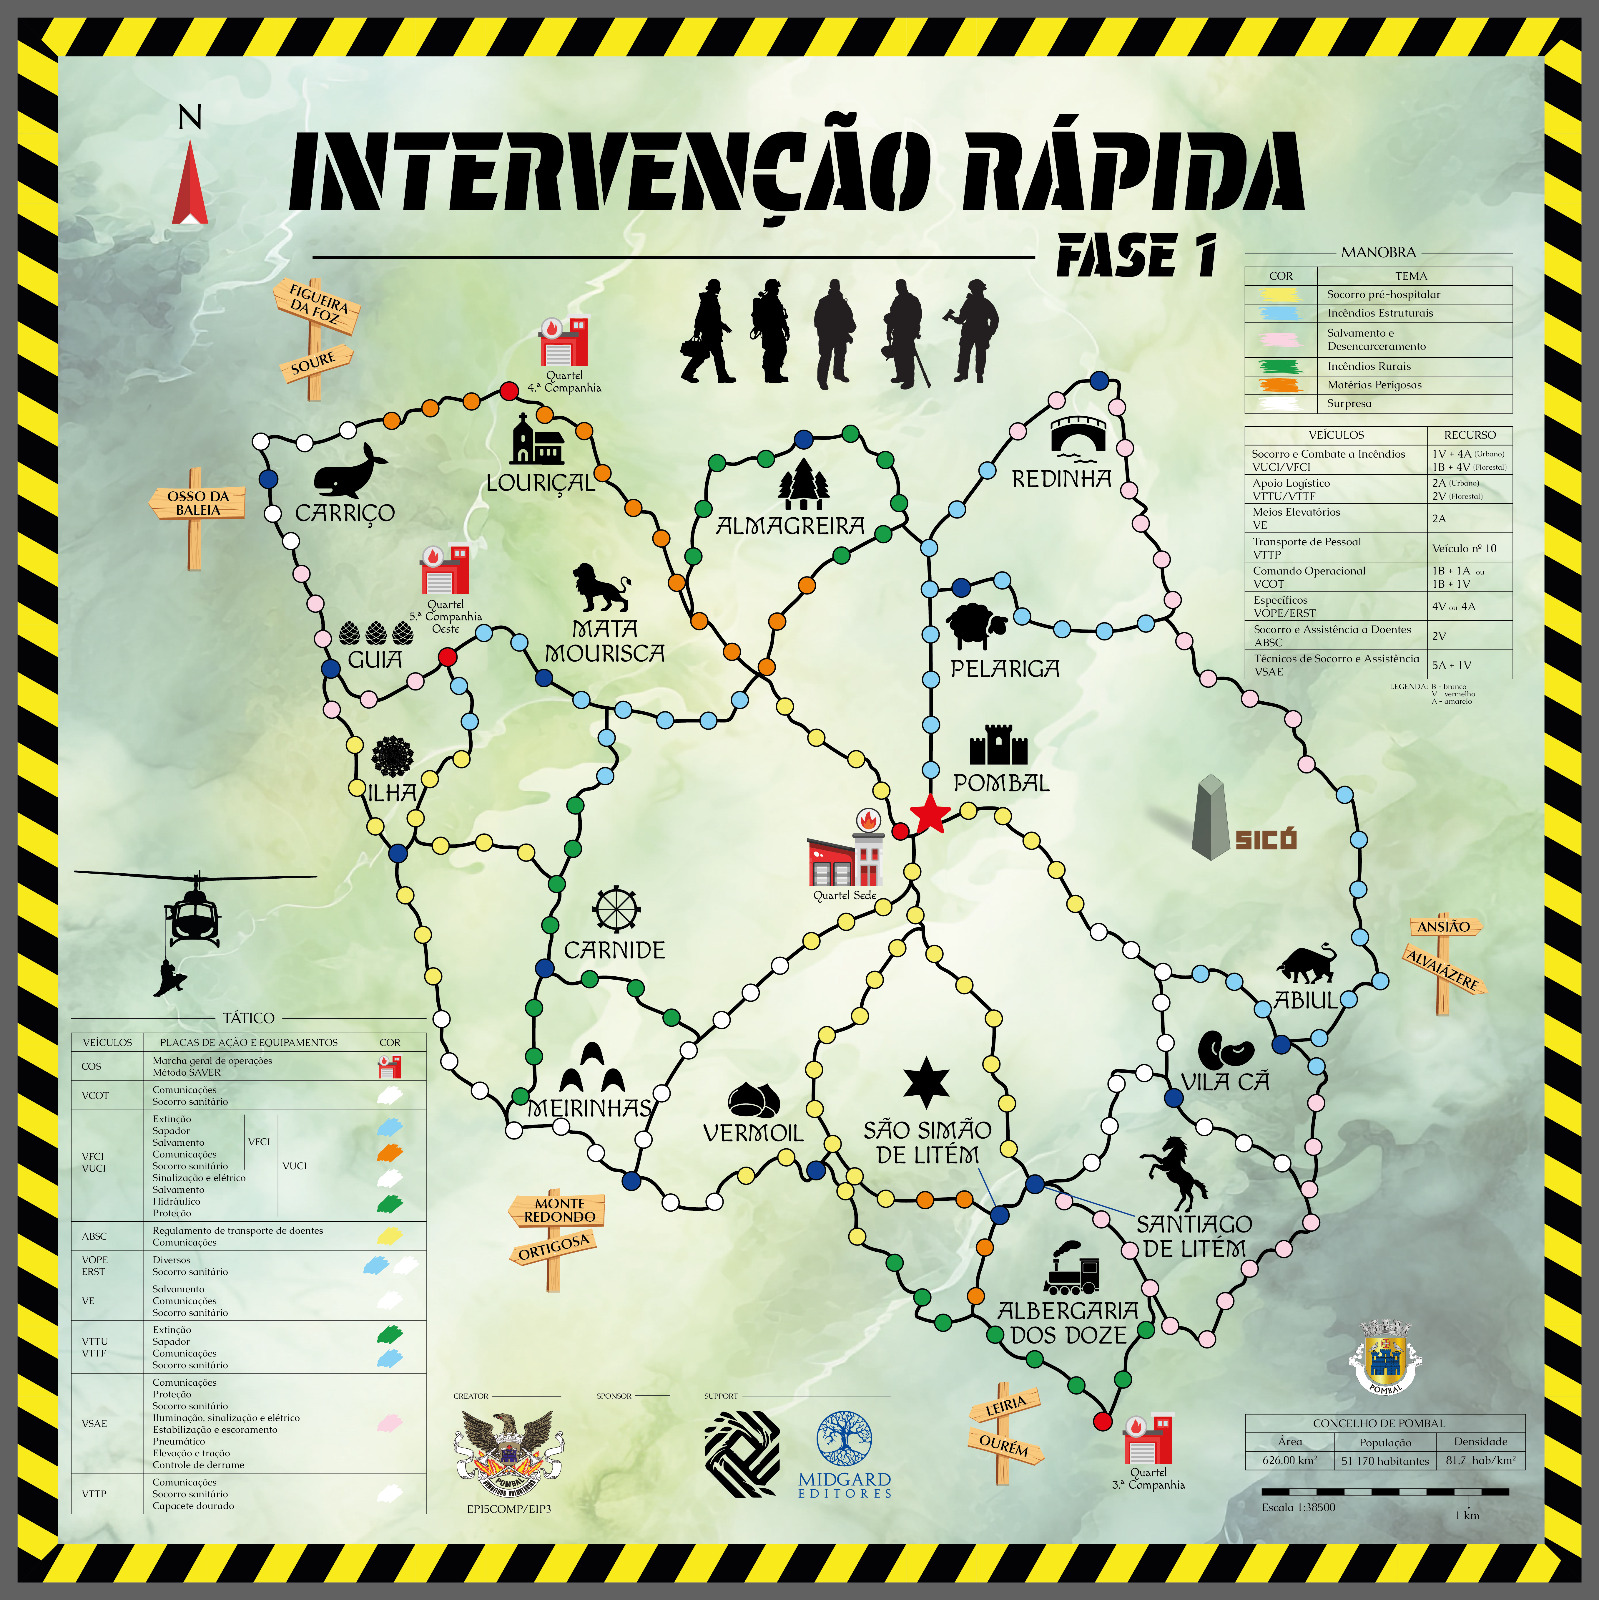 N
INTERVENÇÃO RÁPIDA
FASE 1
MANOBRA
COR TEMA
Socorro pré-hospitalar
Incêndios Estruturais
Salvamento e
Desencarceramento
Incêndios Rurais
Matérias Perigosas
Surpresa
VEÍCULOS RECURSO
Socorro e Combate a Incêndios 1V + 4A (Urbano)
VUCI/VFCI 1B + 4V (Florestal)
Apoio Logístico 2A (Urbano)
VTTU/VTTF 2V (Florestal)
Meios Elevatórios
VE 2A
Transporte de Pessoal
VTTP Veículo nº 10
Comando Operacional 1B + 1A ou
VCOT 1B + 1V
Específicos
VOPE/ERST 4V ou 4A
Socorro e Assistência a Doentes
ABSC 2V
Técnicos de Socorro e Assistência
VSAE 5A + 1V
LEGENDA: B - branco
V - vermelho
A - amarelo
FIGUEIRA
DA FOZ
SOURE
Quartel
4.ª Companhia
LOURIÇAL
REDINHA
CARRIÇO
OSSO DA
BALEIA
ALMAGREIRA
Quartel
5.ª Companhia
Oeste
GUIA
MATA
MOURISCA
PELARIGA
POMBAL
ILHA
SICÓ
Quartel Sede
CARNIDE
ANSIÃO
ALVAIÁZERE
ABIUL
VILA CÃ
MEIRINHAS
VERMOIL
SÃO SIMÃO
DE LITÉM
SANTIAGO
DE LITÉM
MONTE
REDONDO
ORTIGOSA
ALBERGARIA
DOS DOZE
LEIRIA
OURÉM
Quartel
3.ª Companhia
TÁTICO
VEÍCULOS PLACAS DE AÇÃO E EQUIPAMENTOS COR
COS
Marcha geral de operações
Método SAVER
VCOT
Comunicações
Socorro sanitário
VFCI
VUCI
Extinção
Sapador
Salvamento
Comunicações
Socorro sanitário
Sinalização e elétrico
Salvamento
Hidráulico
Proteção
VFCI
VUCI
ABSC
Regulamento de transporte de doentes
Comunicações
VOPE
ERST
Diversos
Socorro sanitário
VE
Salvamento
Comunicações
Socorro sanitário
VTTU
VTTF
Extinção
Sapador
Comunicações
Socorro sanitário
VSAE
Comunicações
Proteção
Socorro sanitário
Iluminação, sinalização e elétrico
Estabilização e escoramento
Pneumático
Elevação e tração
Controle de derrame
VTTP
Comunicações
Socorro sanitário
Capacete dourado
CREATOR
SPONSOR
SUPPORT
POMBAL
EPI5COMP/EIP3
MIDGARD
EDITORES
POMBAL
CONCELHO DE POMBAL
Área População Densidade
626.00 km² 51 170 habitantes 81.7 hab/km²
Escala 1:38500
1 km